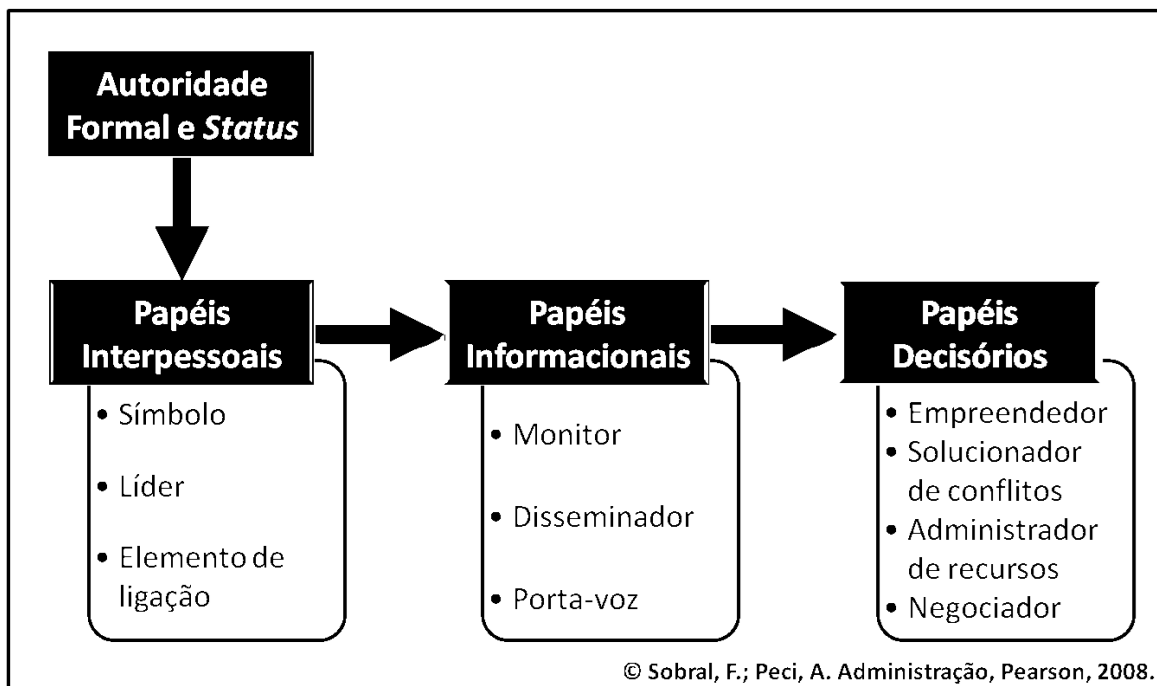 Autoridade
Formal e Status
Papéis
Interpessoais
• Símbolo
• Líder
• Elemento de
ligação
Papéis
Informacionais
• Monitor
• Disseminador
• Porta-voz
Papéis
Decisórios
• Empreendedor
• Solucionador
de conflitos
• Administrador
de recursos
• Negociador
© Sobral, F.; Peci, A. Administração, Pearson, 2008.